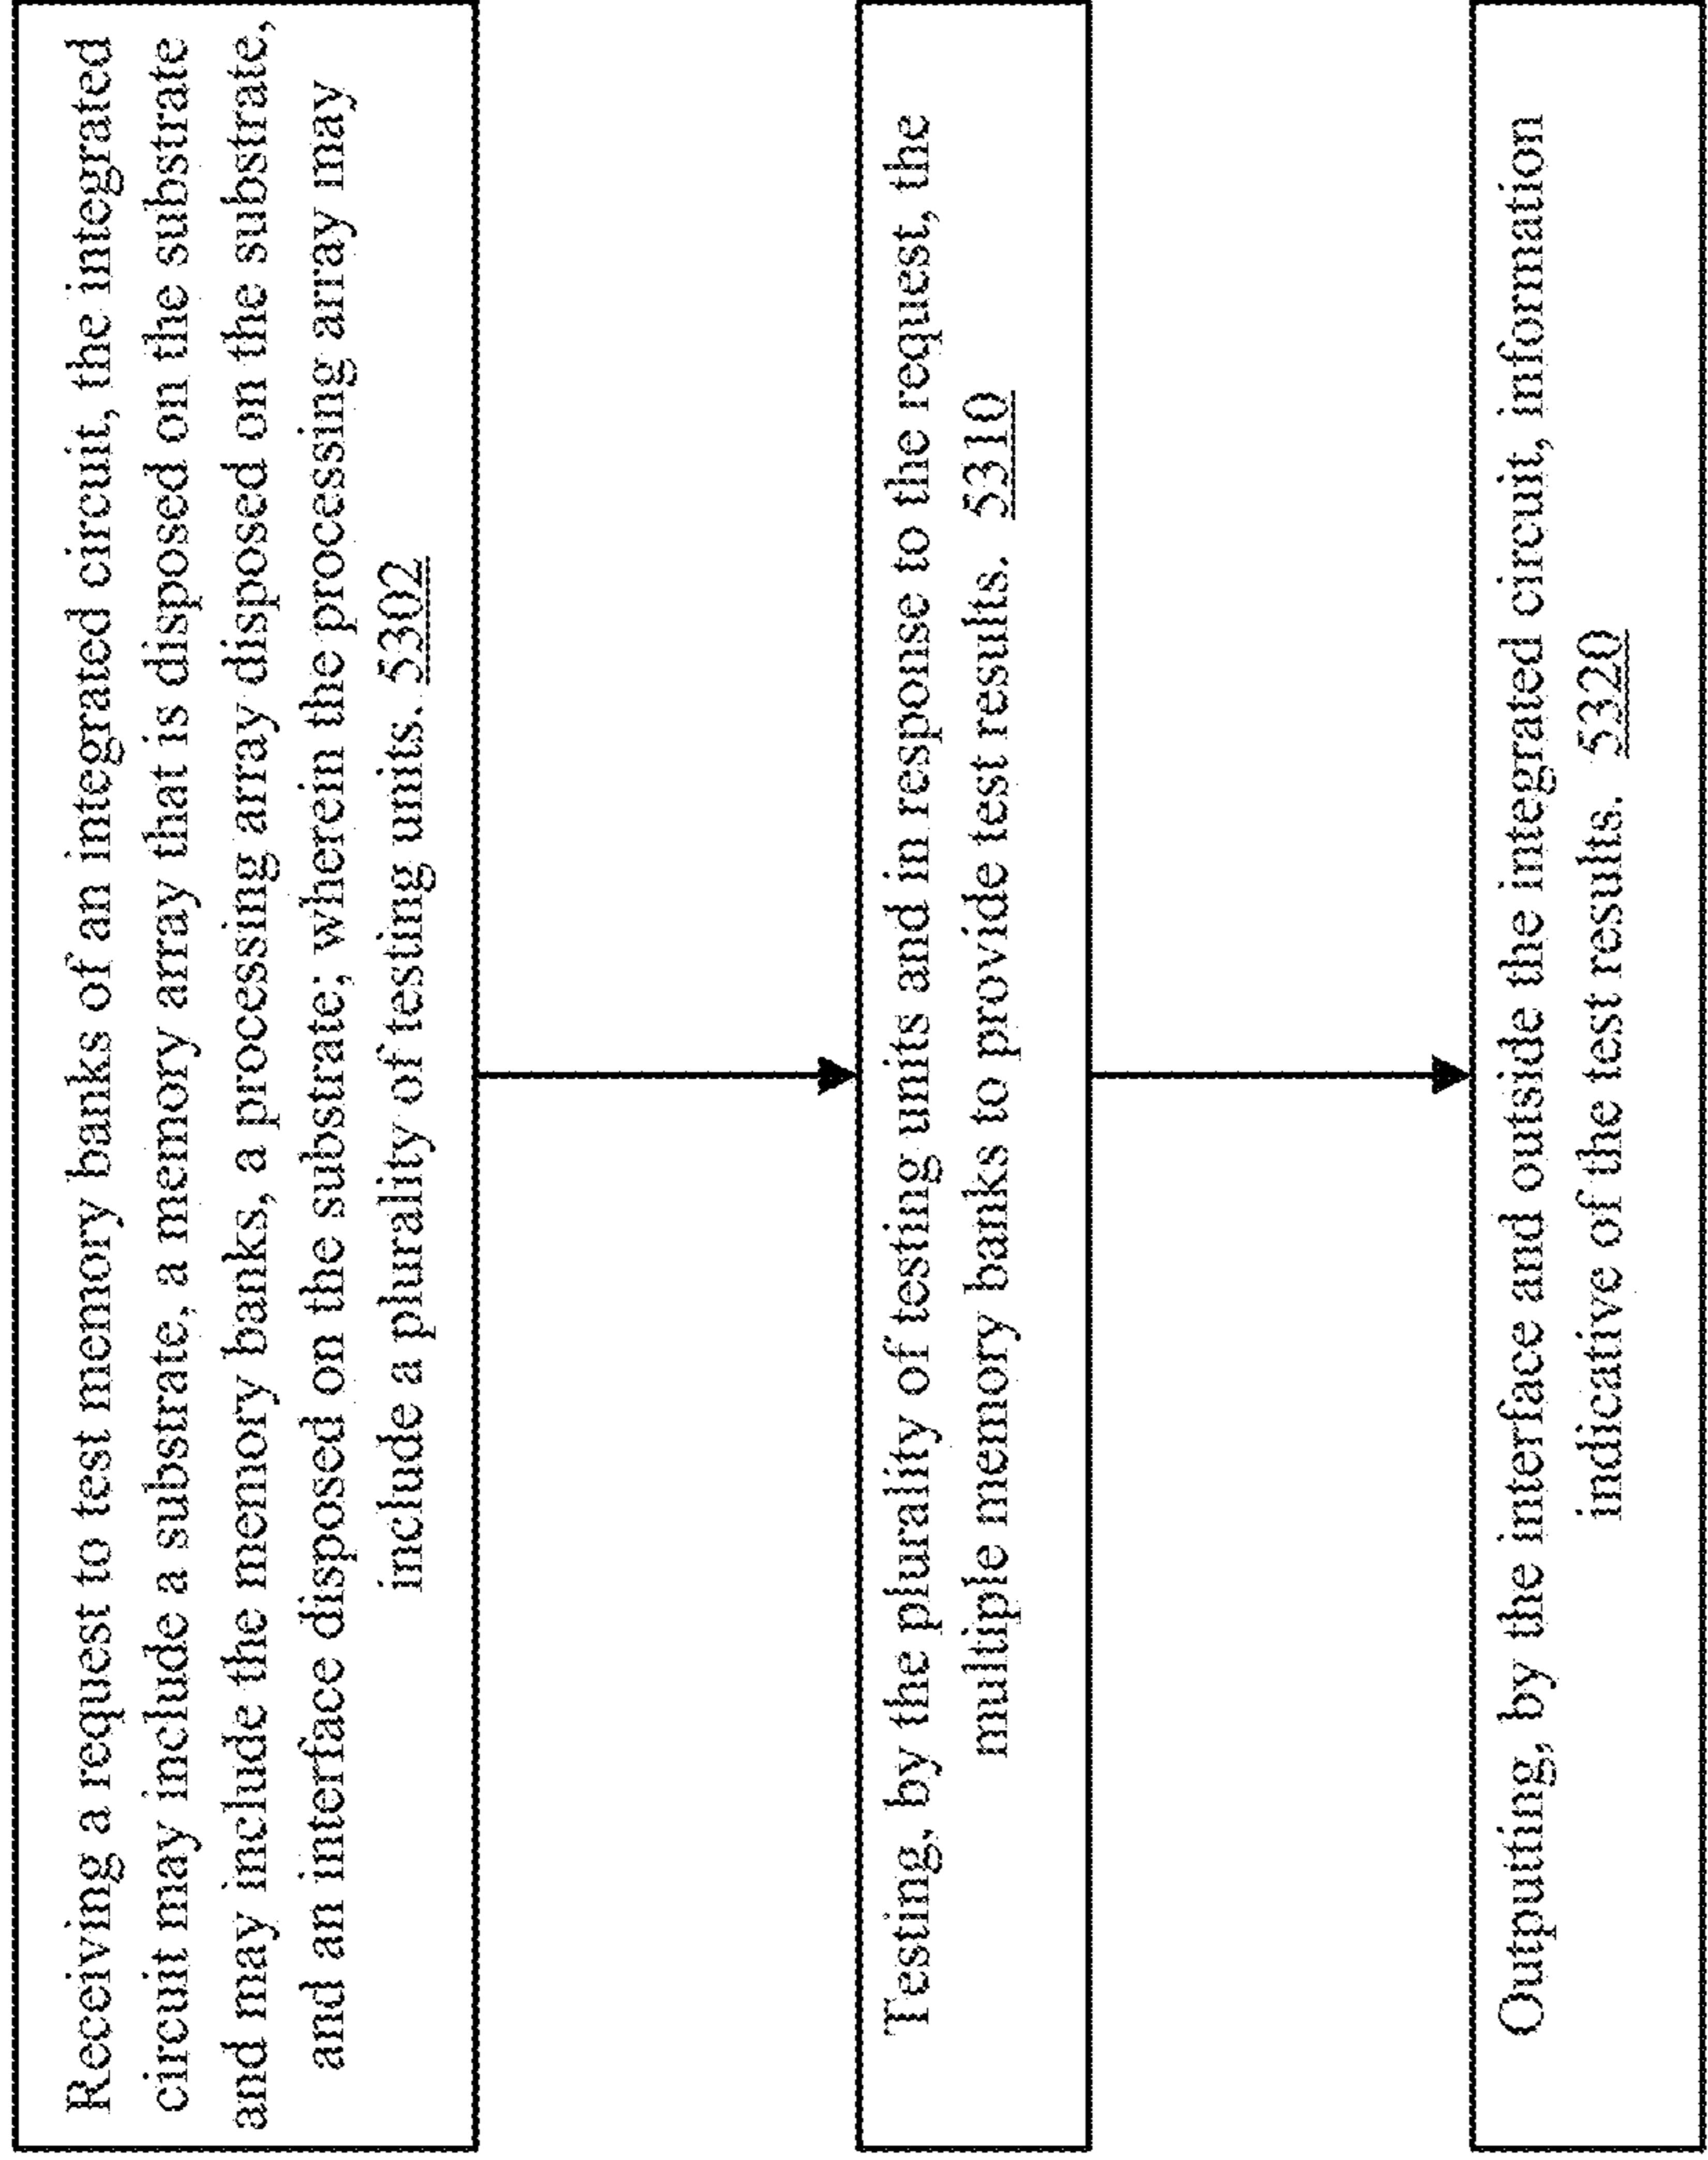 Receiving a request to test memory banks of an integrated circuit, the integrated
circuit may include a substrate, a memory array that is disposed on the substrate
and may include the memory banks, a processing array disposed on the substrate,
and an interface disposed on the substrate; wherein the processing array may
include a plurality of testing units. 5302
Testing, by the plurality of testing units and in response to the request, the
multiple memory banks to provide test results. 5310
Outputting, by the interface and outside the integrated circuit, information
indicative of the test results. 5320